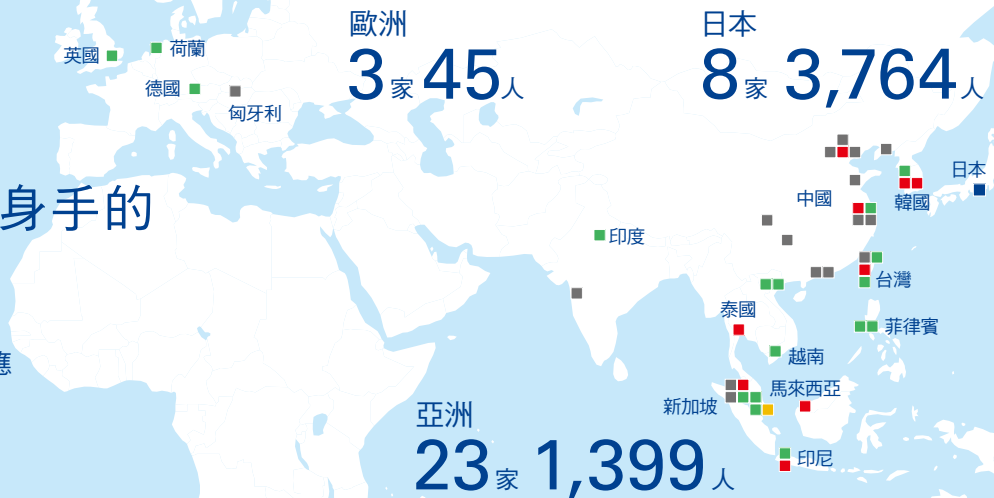 歐洲
3家 45人
日本
8家 3,764人
英國
荷蘭
德國
匈牙利
身手的
中國
韓國
日本
印度
台灣
泰國
菲律賓
越南
應
馬來西亞
新加坡
亞洲
23家 1,399人
印尼